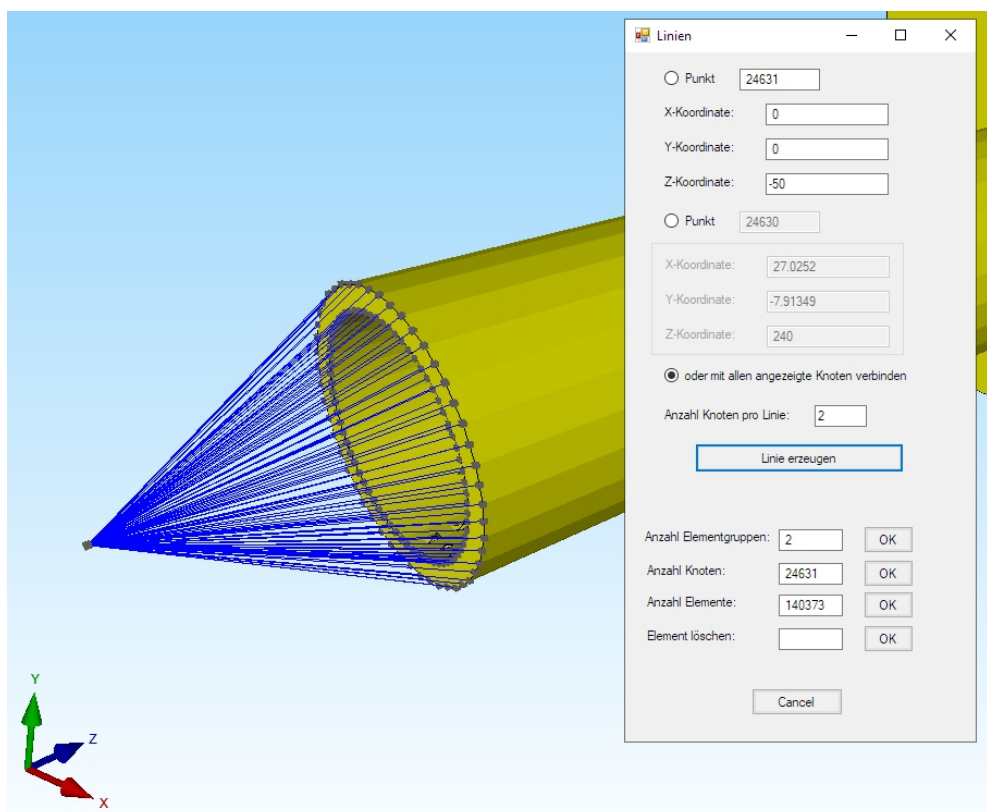 Linien
Punkt 24631
X-Koordinate: 0
Y-Koordinate: 0
Z-Koordinate: -50
Punkt 24630
X-Koordinate: 27.0252
Y-Koordinate: -7.91349
Z-Koordinate: 240
oder mit allen angezeigte Knoten verbinden
Anzahl Knoten pro Linie: 2
Linie erzeugen
Anzahl Elementgruppen: 2 OK
Anzahl Knoten: 24631 OK
Anzahl Elemente: 140373 OK
Element löschen: OK
Cancel
Y
Z
X